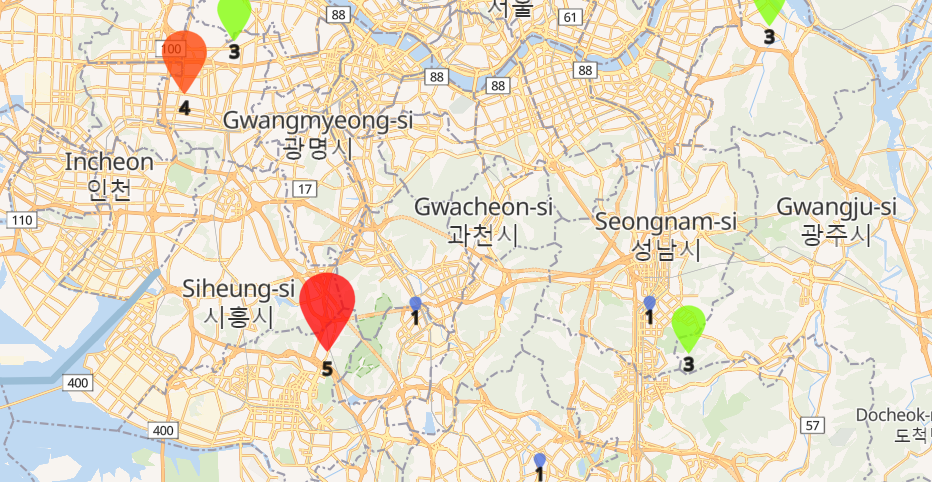 서울
88
61
3
3
100
88
88
88
4
Gwangmyeong-si
광명시
Incheon
인천
17
110
Gwacheon-si
과천시
Seongnam-si
성남시
Gwangju-si
광주시
Siheung-si
시흥시
1
1
3
5
400
400
57
Docheok-
도척
1